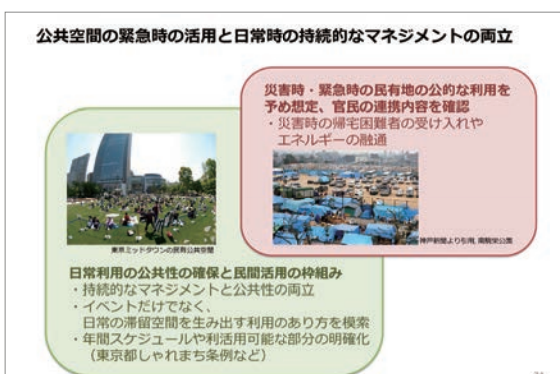 公共空間の緊急時の活用と日常時の持続的なマネジメントの両立
災害時・緊急時の民有地の公的な利用を
予め想定、官民の連携内容を確認
・災害時の帰宅困難者の受け入れや
エネルギーの融通
神戸新聞より引用, 南駒栄公園
東京ミッドタウンの民有公共空間
日常利用の公共性の確保と民間活用の枠組み
・持続的なマネジメントと公共性の両立
・イベントだけでなく、
日常の滞留空間を生み出す利用のあり方を模索
・年間スケジュールや利活用可能な部分の明確化
（東京都しゃれまち条例など）